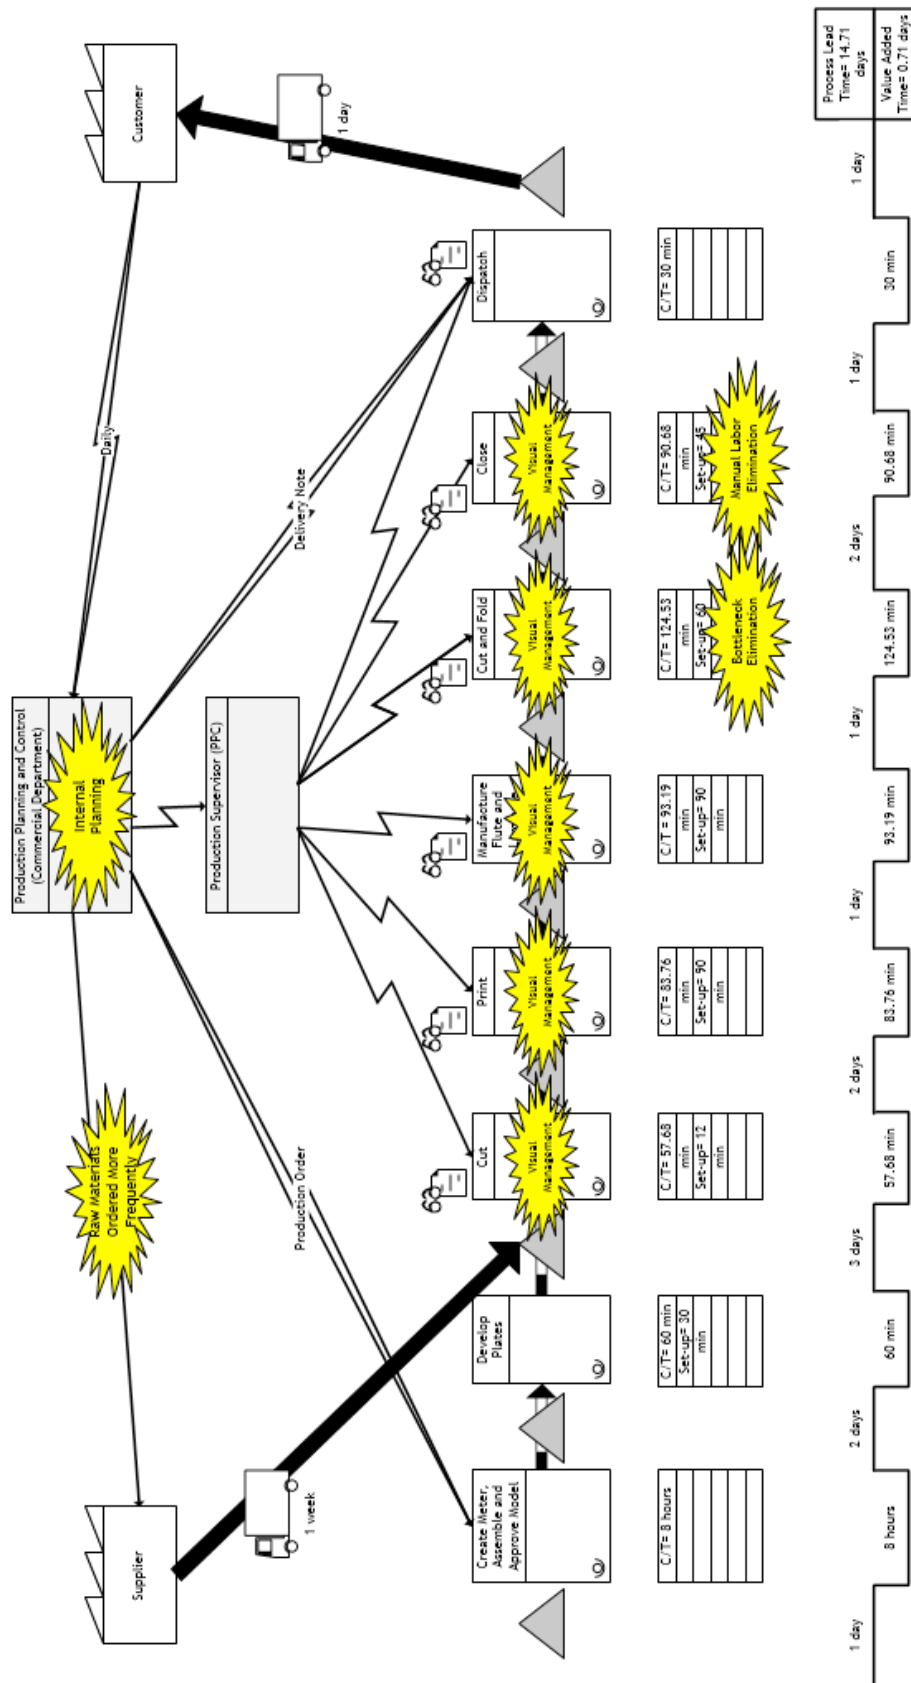 Supplier
Raw Materials
Ordered More
Frequently
Production Planning and Control
(Commercial Department)
Internal
Planning
Daily
Customer
1 week
Production Order
Production Supervisor (PPC)
Delivery Note
1 day
Create Meter,
Assemble and
Approve Model
Develop
Plates
Cut
Visual
Management
Print
Visual
Management
Manufacture
Flute and
Visual
Management
Cut and Fold
Visual
Management
Close
Visual
Management
Dispatch
C/T= 8 hours
C/T= 60 min
Set-up= 30
min
C/T= 57.68
min
Set-up= 12
min
C/T= 83.76
min
Set-up= 90
min
C/T= 93.19
min
Set-up= 90
min
C/T= 124.53
min
Set-up= 60
Bottleneck
Elimination
C/T= 90.68
min
Set-up= 45
Manual Labor
Elimination
C/T= 30 min
1 day
8 hours
2 days
60 min
3 days
57.68 min
2 days
83.76 min
1 day
93.19 min
1 day
124.53 min
2 days
90.68 min
1 day
30 min
1 day
Process Lead
Time= 14.71
days
Value Added
Time= 0.71 days